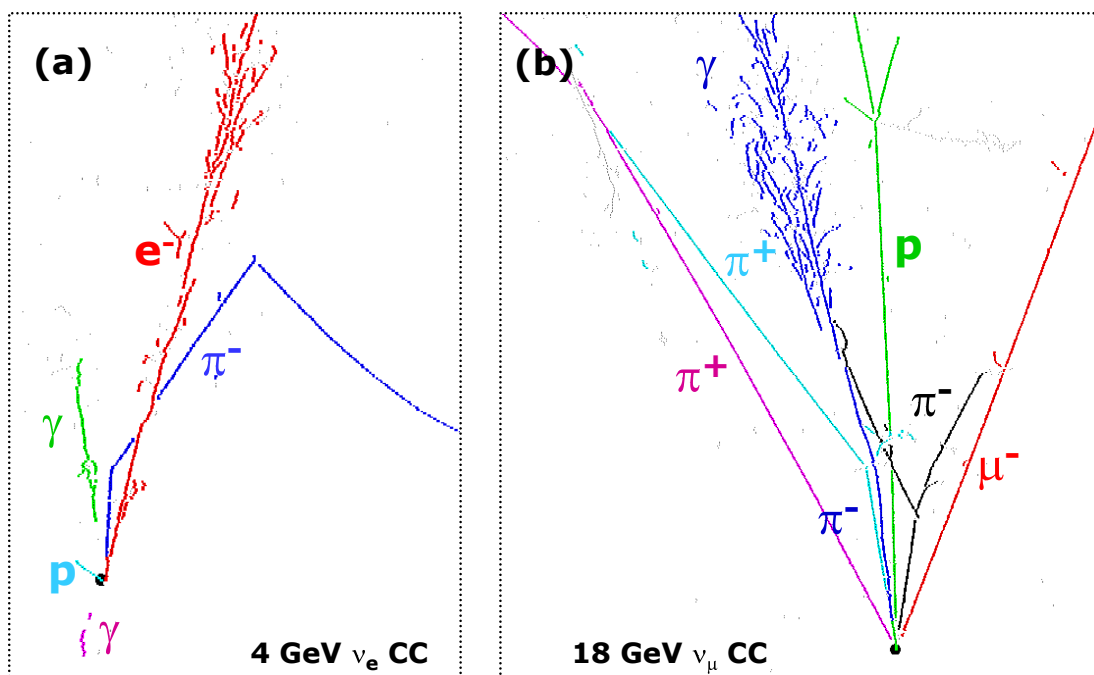 (a)
e-
π-
γ
p
γ
4 GeV νe CC
(b)
γ
π+
p
π+
π-
μ-
π-
18 GeV νμ CC